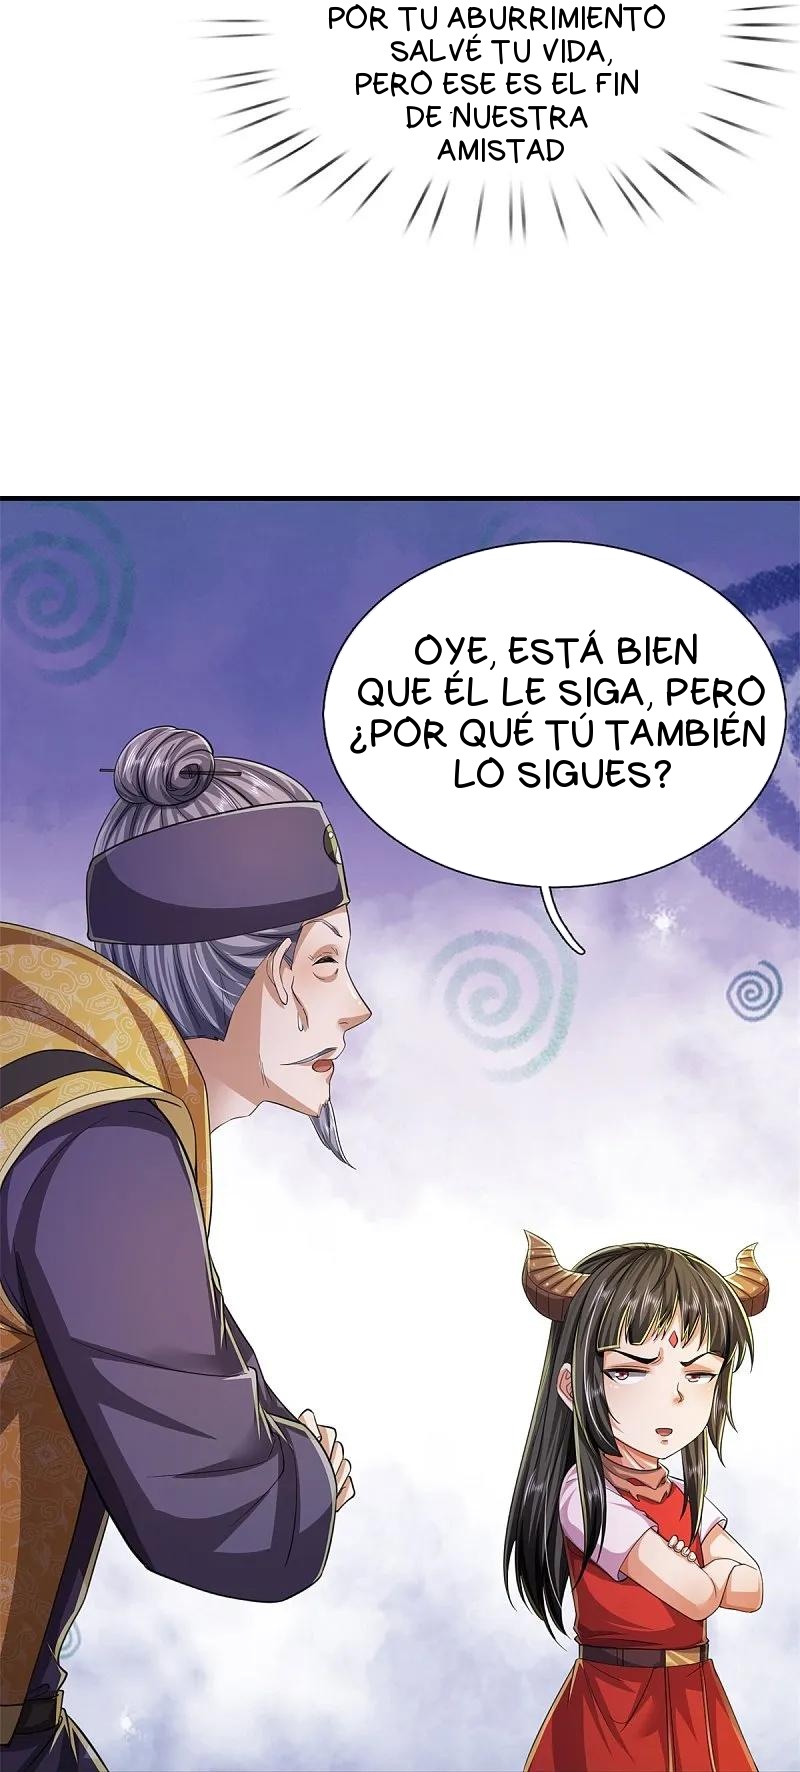 POR TU ABURRIMIENTO
SALVÉ TU VIDA,
PERO ESE ES EL FIN
DE NUESTRA
AMISTAD
OYE, ESTÁ BIEN
QUE ÉL LE SIGA, PERO
¿POR QUÉ TÚ TAMBIÉN
LO SIGUES?